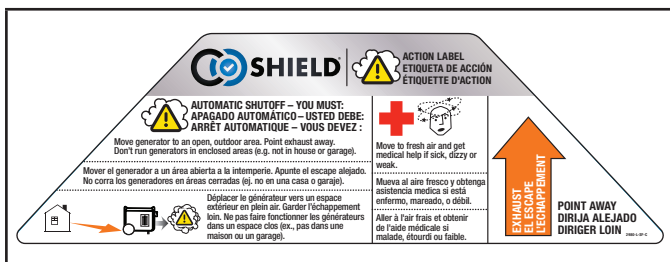 CO SHIELD®
ACTION LABEL
ETIQUETA DE ACCIÓN
ÉTIQUETTE D'ACTION
AUTOMATIC SHUTOFF – YOU MUST:
APAGADO AUTOMÁTICO – USTED DEBE:
ARRÊT AUTOMATIQUE – VOUS DEVEZ :
Move generator to an open, outdoor area. Point exhaust away.
Don't run generators in enclosed areas (e.g. not in house or garage).
Mover el generador a un área abierta a la intemperie. Apunte el escape alejado.
No corra los generadores en áreas cerradas (ej. no en una casa o garaje).
Déplacer le générateur vers un espace
extérieur en plein air. Garder l'échappement
loin. Ne pas faire fonctionner les générateurs
dans un espace clos (ex., pas dans une
maison ou un garage).
Move to fresh air and get
medical help if sick, dizzy or
weak.
Mueva al aire fresco y obtenga
asistencia medica si está
enfermo, mareado, o débil.
Aller à l'air frais et obtenir
de l'aide médicale si
malade, étourdi ou faible.
EXHAUST
EL ESCAPE
L'ECHAPPEMENT
POINT AWAY
DIRIJA ALEJADO
DIRIGER LOIN